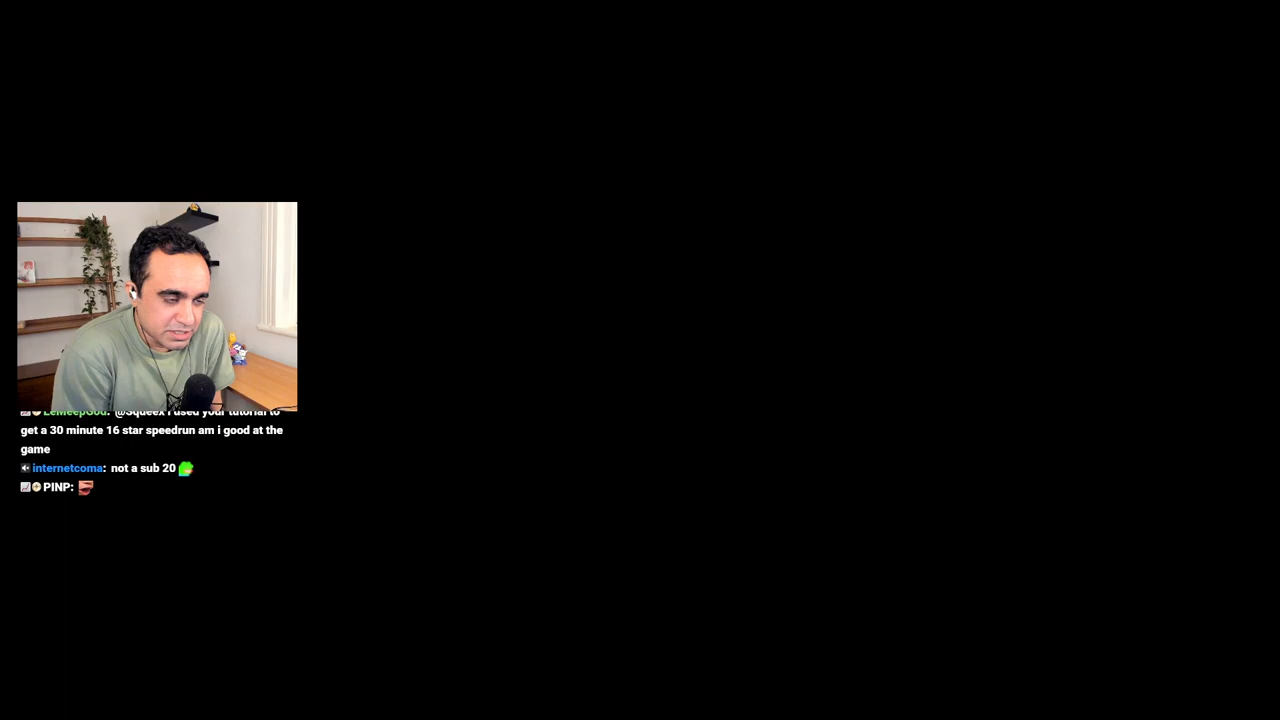 LeMeepGod: @Squeex i used your tutorial to
get a 30 minute 16 star speedrun am i good at the
game
internetcoma: not a sub 20
PINP: